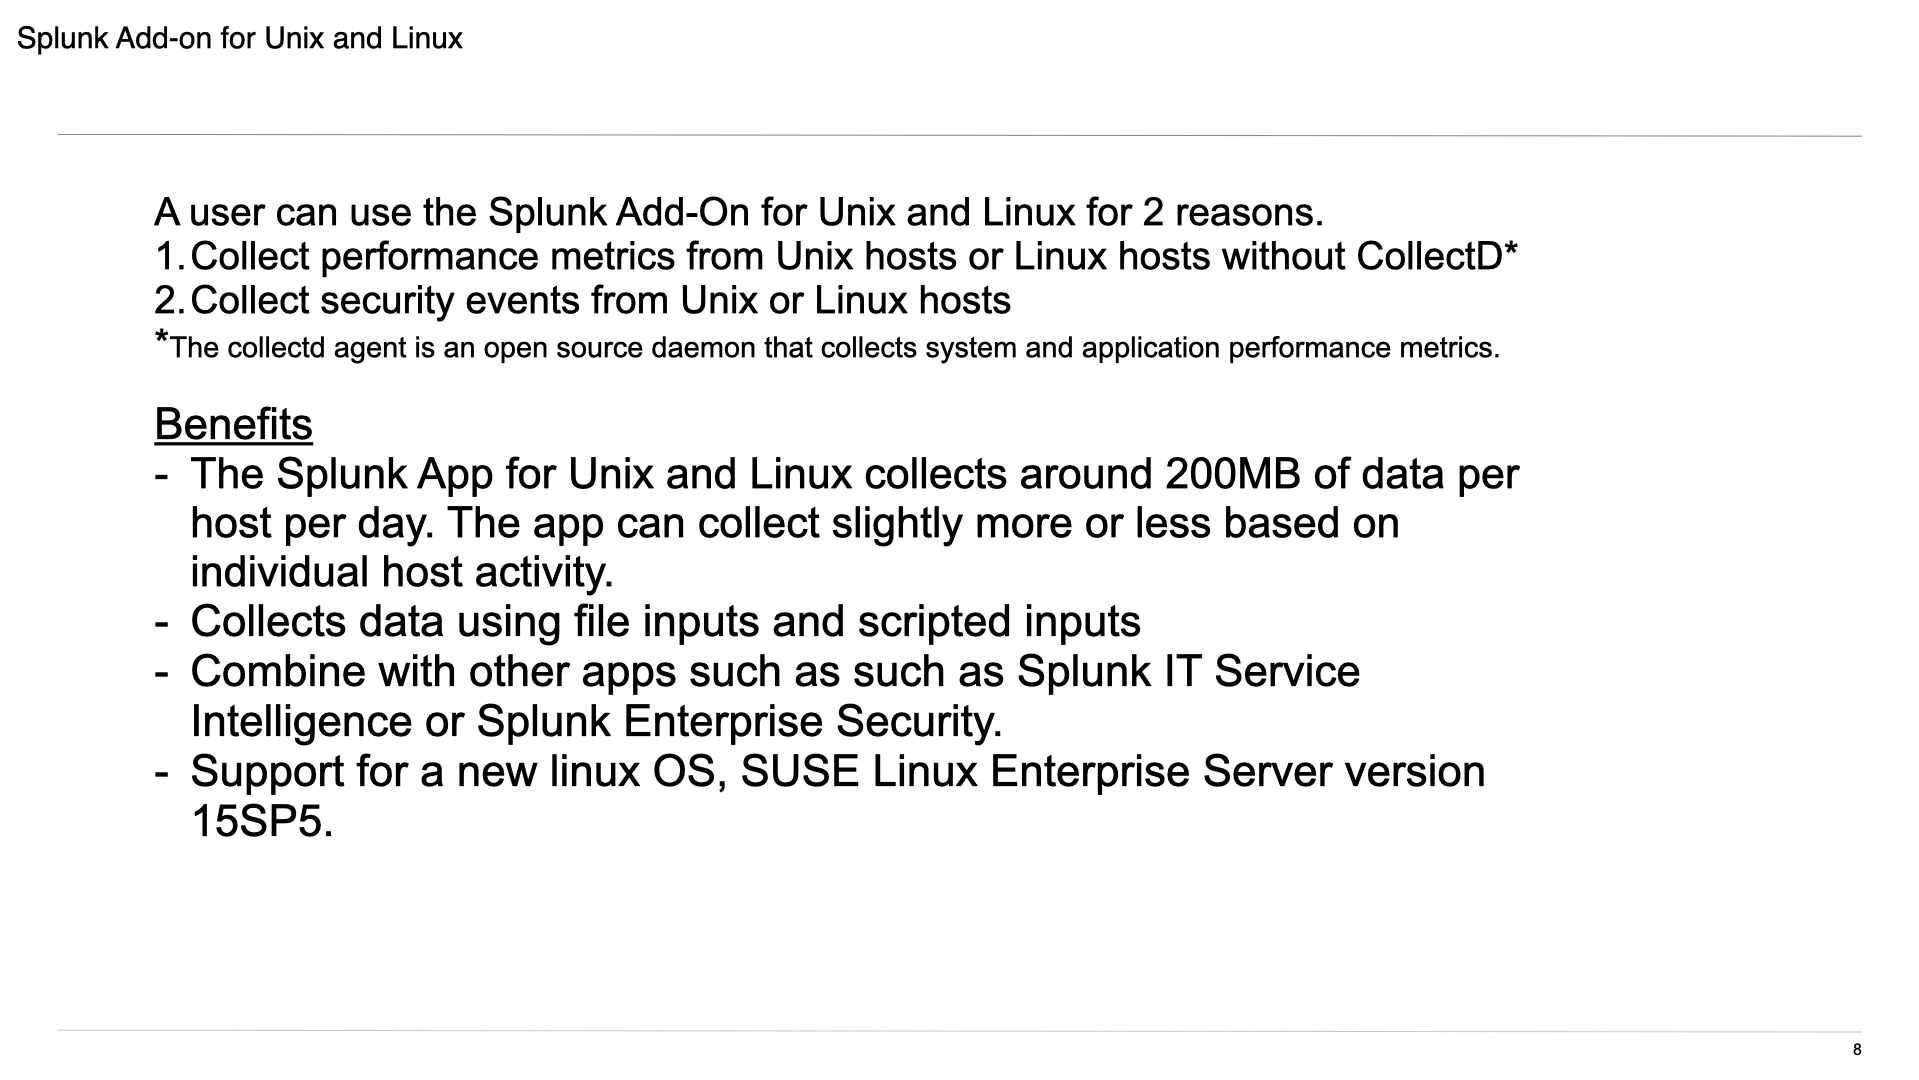 Splunk Add-on for Unix and Linux
A user can use the Splunk Add-On for Unix and Linux for 2 reasons.
1. Collect performance metrics from Unix hosts or Linux hosts without CollectD*
2. Collect security events from Unix or Linux hosts
*The collectd agent is an open source daemon that collects system and application performance metrics.
Benefits
- The Splunk App for Unix and Linux collects around 200MB of data per
host per day. The app can collect slightly more or less based on
individual host activity.
- Collects data using file inputs and scripted inputs
- Combine with other apps such as such as Splunk IT Service
Intelligence or Splunk Enterprise Security.
- Support for a new linux OS, SUSE Linux Enterprise Server version
15SP5.
8